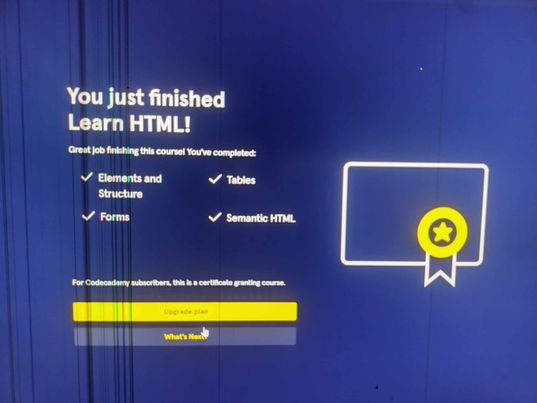 You just finished
Learn HTML!
Great job finishing this course! You've completed:
Elements and
Structure
Tables
Forms
Semantic HTML
For Codecademy subscribers, this is a certificate granting course.
Upgrade plan
What's Next?